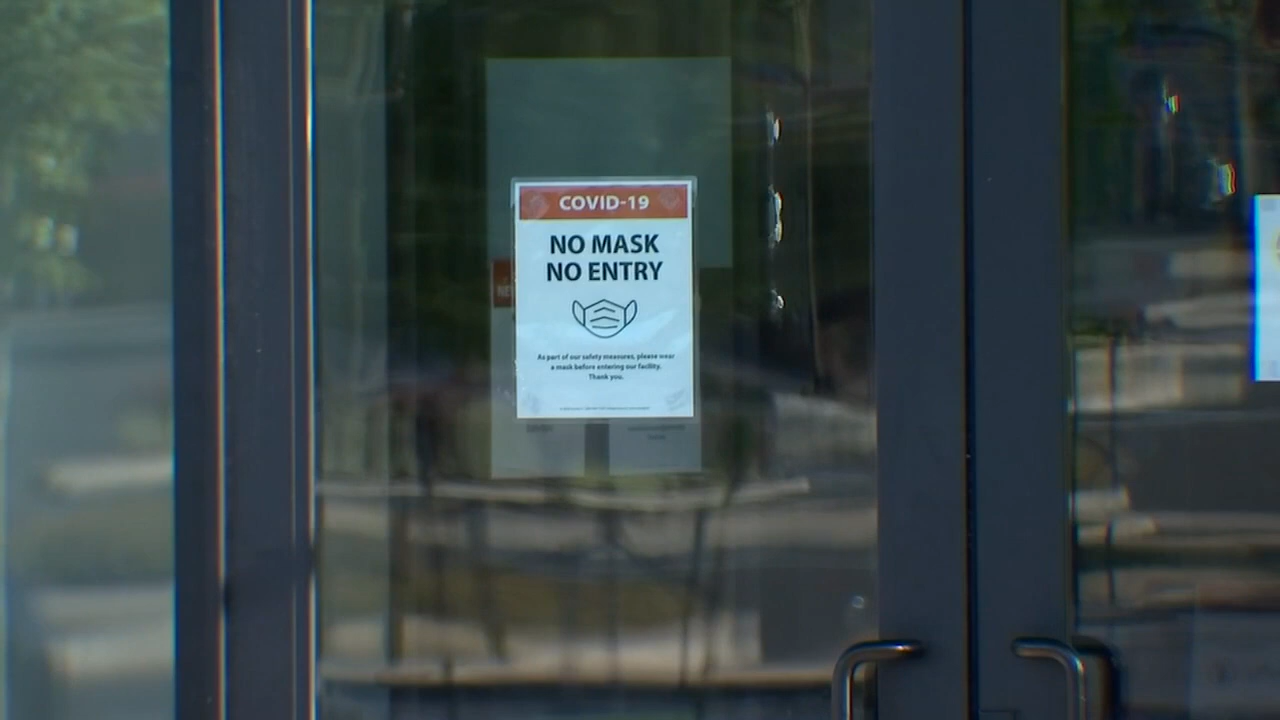 COVID-19
NO MASK
NO ENTRY
As part of our safety measures, please wear
a mask before entering our facility.
Thank you.
NE